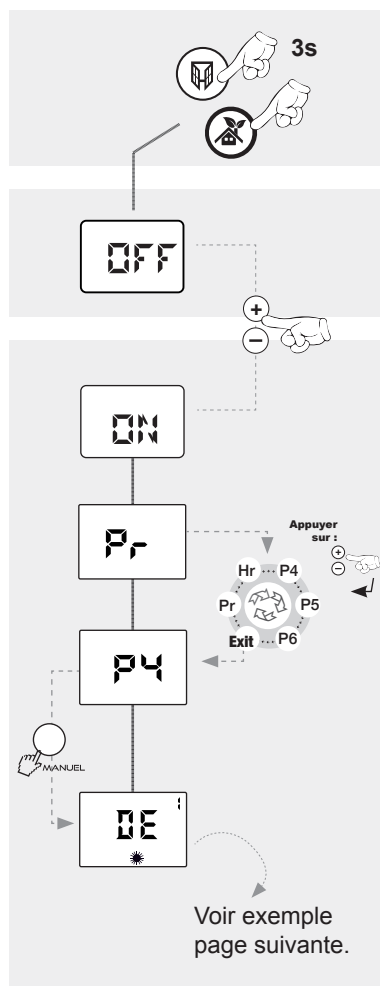 3s
OFF
+
−
ON
Pr
Appuyer
sur :
+
−
Hr P4
Pr P5
Exit P6
P4
MANUEL
DE 1
Voir exemple
page suivante.